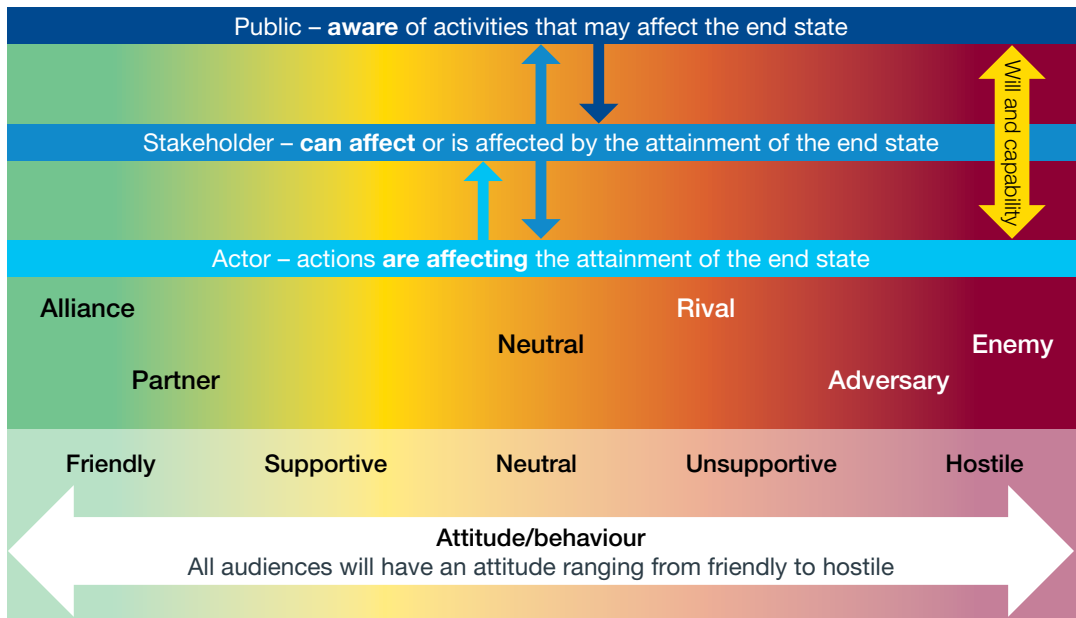 Public – aware of activities that may affect the end state
Will and capability
Stakeholder – can affect or is affected by the attainment of the end state
Actor – actions are affecting the attainment of the end state
Alliance
Rival
Neutral
Enemy
Partner
Adversary
Friendly
Supportive
Neutral
Unsupportive
Hostile
Attitude/behaviour
All audiences will have an attitude ranging from friendly to hostile